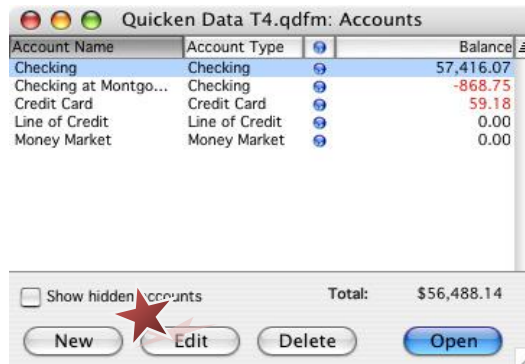 Quicken Data T4.qdfm: Accounts
Account Name Account Type Balance
Checking Checking 57,416.07
Checking at Montgo... Checking -868.75
Credit Card Credit Card 59.18
Line of Credit Line of Credit 0.00
Money Market Money Market 0.00
Show hidden accounts Total: $56,488.14
New Edit Delete Open